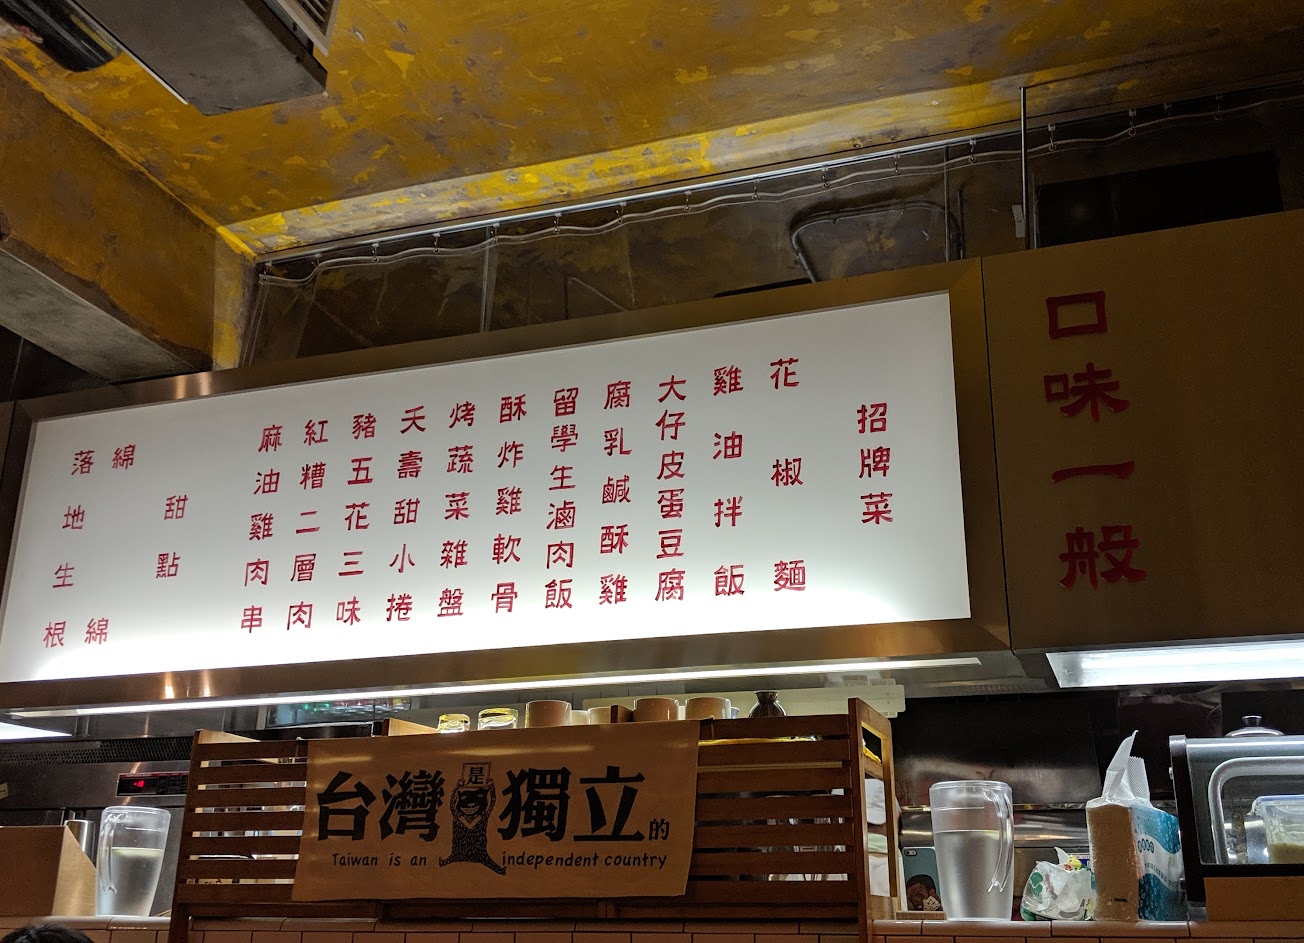 口味一般
招牌菜
花椒麵
雞油拌飯
大仔皮蛋豆腐
腐乳鹹酥雞
留學生滷肉飯
酥炸雞軟骨
烤蔬菜雜盤
夭壽甜小捲
豬五花三味
紅糟二層肉
麻油雞肉串
甜點
綿綿
落地生根
台灣是獨立的
Taiwan is an independent country